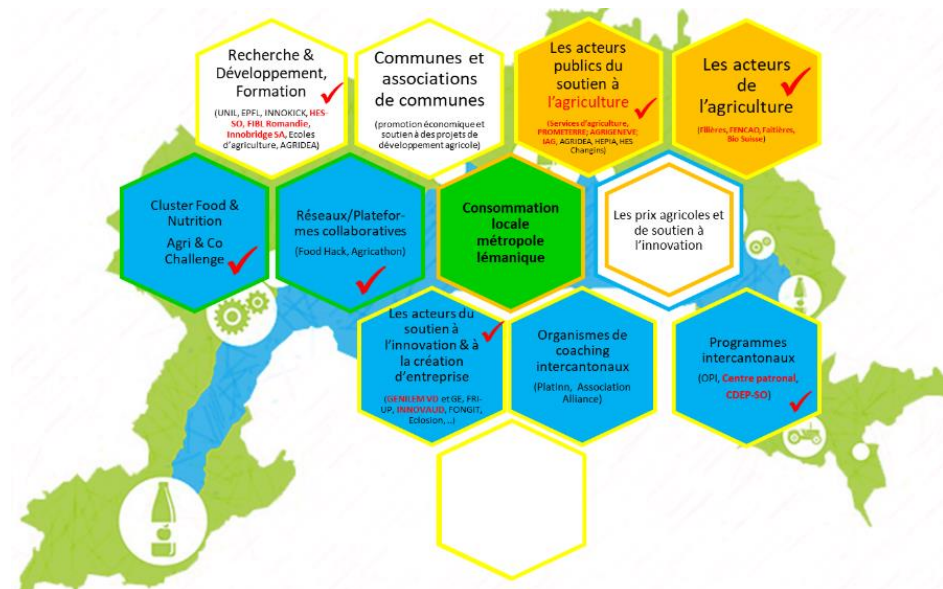 Recherche &
Développement,
Formation
(UNIL, EPFL, INNOKICK, HES-
SO, FIBL Romandie,
Innobridge SA, Ecoles
d'agriculture, AGRIDEA)
Communes et
associations
de communes
(promotion économique et
soutien à des projets de
développement agricole)
Les acteurs
publics du
soutien à
l'agriculture
(Services d'agriculture,
PROMETERRE; AGRIGENEVE;
IAG, AGRIDEA, HEPIA, HES
Changins)
Les acteurs
de
l'agriculture
(Filières, FENCAO, Faîtières,
Bio Suisse)
Cluster Food &
Nutrition
Agri & Co
Challenge
Réseaux/Platefor-
mes collaboratives
(Food Hack, Agricathon)
Consommation
locale
métropole
lémanique
Les prix agricoles et
de soutien à
l'innovation
Les acteurs du
soutien à
l'innovation & à
la création
d'entreprise
(GENILEM VD et GE, FRI-
UP, INNOVAUD, FONGIT,
Eclosion, ..)
Organismes de
coaching
intercantonaux
(Platinn, Association
Alliance)
Programmes
intercantonaux
(OPI, Centre patronal,
CDEP-SO)